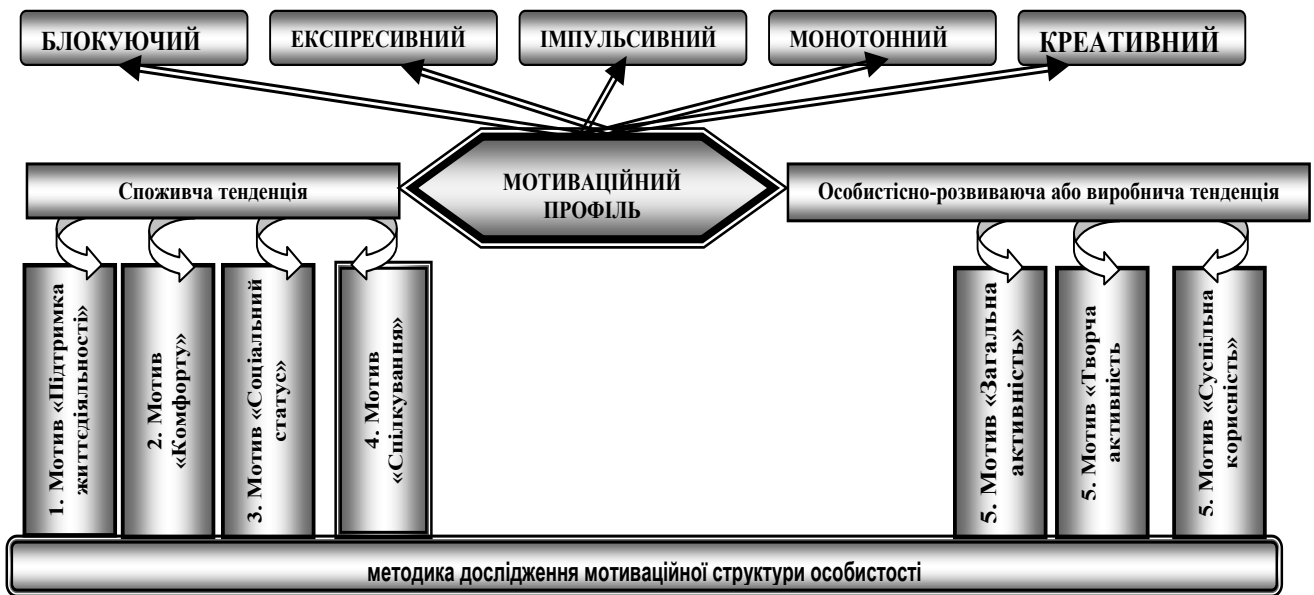 БЛОКУЮЧИЙ
ЕКСПРЕСИВНИЙ
ІМПУЛЬСИВНИЙ
МОНОТОННИЙ
КРЕАТИВНИЙ
МОТИВАЦІЙНИЙ
ПРОФІЛЬ
Споживча тенденція
Особистісно-розвиваюча або виробнича тенденція
1. Мотив «Підтримка
життєдіяльності»
2. Мотив
«Комфорту»
3. Мотив «Соціальний
статус»
4. Мотив
«Спілкування»
5. Мотив «Загальна
активність»
5. Мотив «Творча
активність
5. Мотив «Суспільна
корисність»
методика дослідження мотиваційної структури особистості